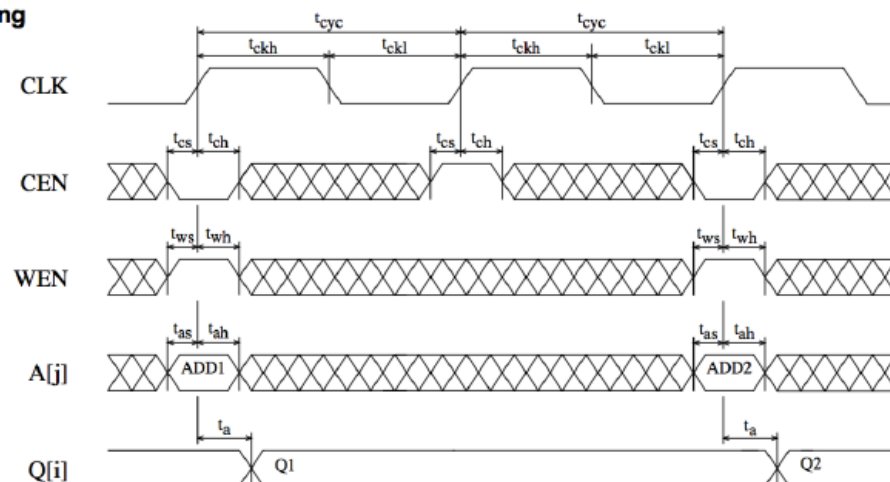 ng
tcyc tcyc
tckh tckl tckh tckl
CLK
tcs tch tcs tch tcs tch
CEN
tws twh tws twh
WEN
tas tah tas tah
A[j] ADD1 ADD2
ta ta
Q[i] Q1 Q2